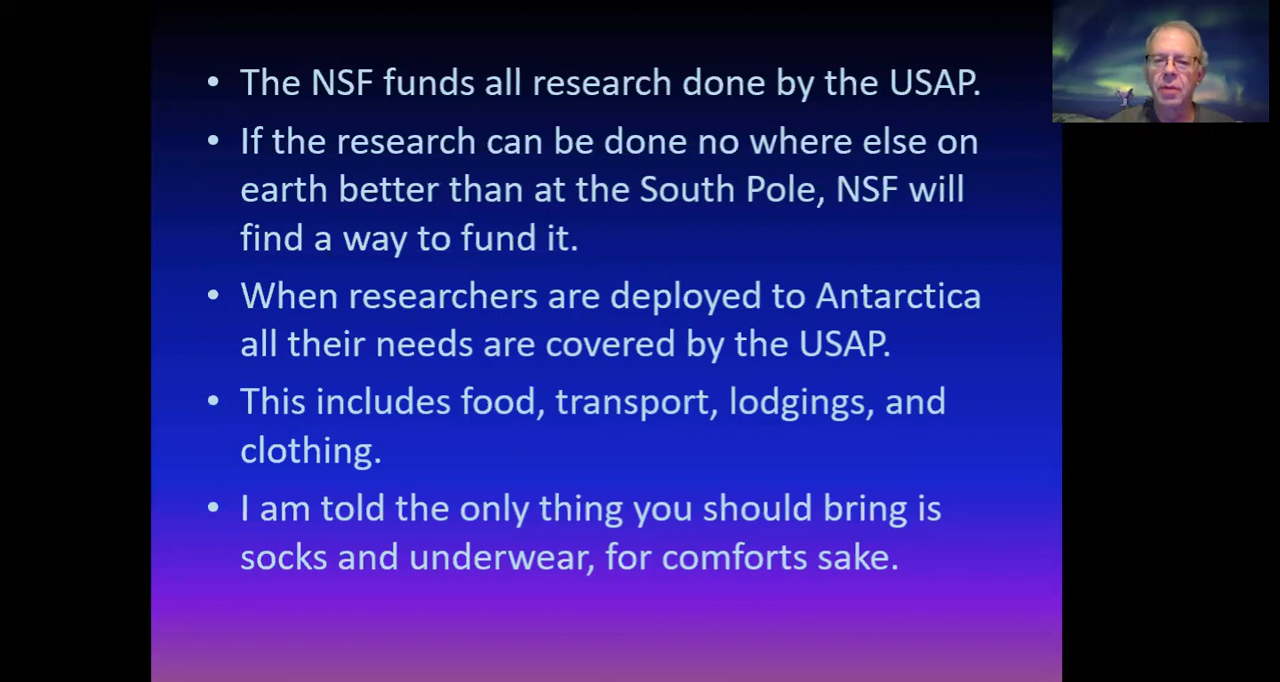 • The NSF funds all research done by the USAP.
• If the research can be done no where else on
earth better than at the South Pole, NSF will
find a way to fund it.
• When researchers are deployed to Antarctica
all their needs are covered by the USAP.
• This includes food, transport, lodgings, and
clothing.
• I am told the only thing you should bring is
socks and underwear, for comforts sake.